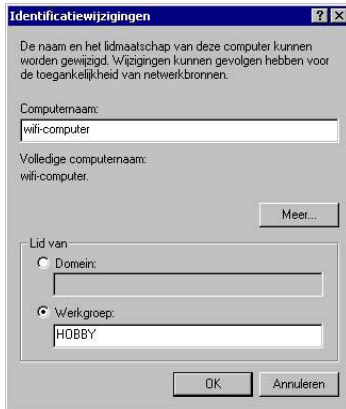 Identificatiewijzigingen
De naam en het lidmaatschap van deze computer kunnen
worden gewijzigd. Wijzigingen kunnen gevolgen hebben voor
de toegankelijkheid van netwerkbronnen.
Computernaam:
wifi-computer
Volledige computernaam:
wifi-computer.
Meer...
Lid van
Domein:
Werkgroep:
HOBBY
OK
Annuleren